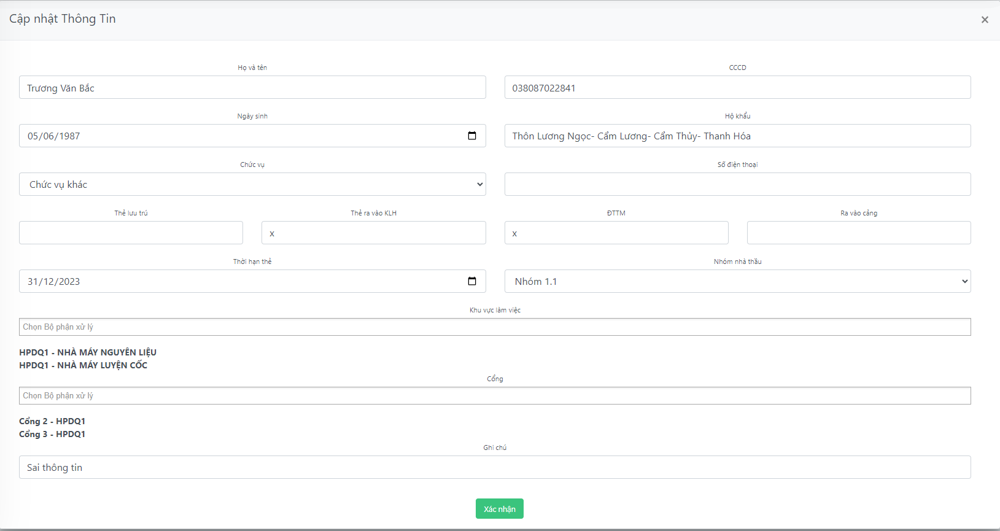 Cập nhật Thông Tin
×
Họ và tên
CCCD
Trương Văn Bắc
038087022841
Ngày sinh
Hộ khẩu
05/06/1987
Thôn Lương Ngọc- Cẩm Lương- Cẩm Thủy- Thanh Hóa
Chức vụ
Số điện thoại
Chức vụ khác
Thẻ lưu trú
Thẻ ra vào KLH
ĐTTM
Ra vào cảng
x
x
Thời hạn thẻ
Nhóm nhà thầu
31/12/2023
Nhóm 1.1
Khu vực làm việc
Chọn Bộ phận xử lý
HPDQ1 - NHÀ MÁY NGUYÊN LIỆU
HPDQ1 - NHÀ MÁY LUYỆN CỐC
Cổng
Chọn Bộ phận xử lý
Cổng 2 - HPDQ1
Cổng 3 - HPDQ1
Ghi chú
Sai thông tin
Xác nhận